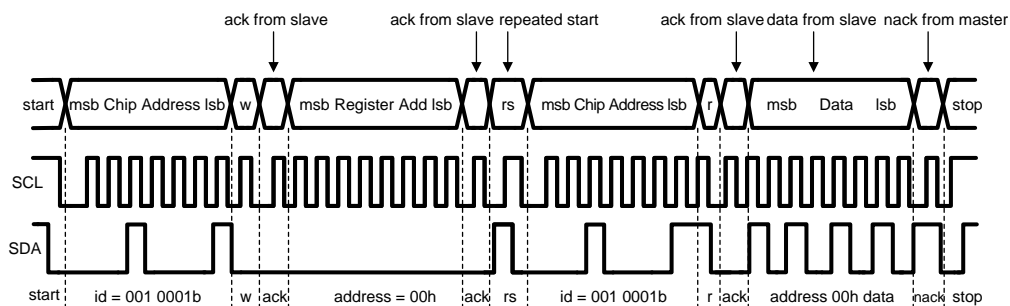 ack from slave ack from slave repeated start ack from slave data from slave nack from master
start msb Chip Address lsb w msb Register Add lsb rs msb Chip Address lsb r msb Data lsb stop
SCL
SDA
start id = 001 0001b w ack address = 00h ack rs id = 001 0001b r ack address 00h data nack stop